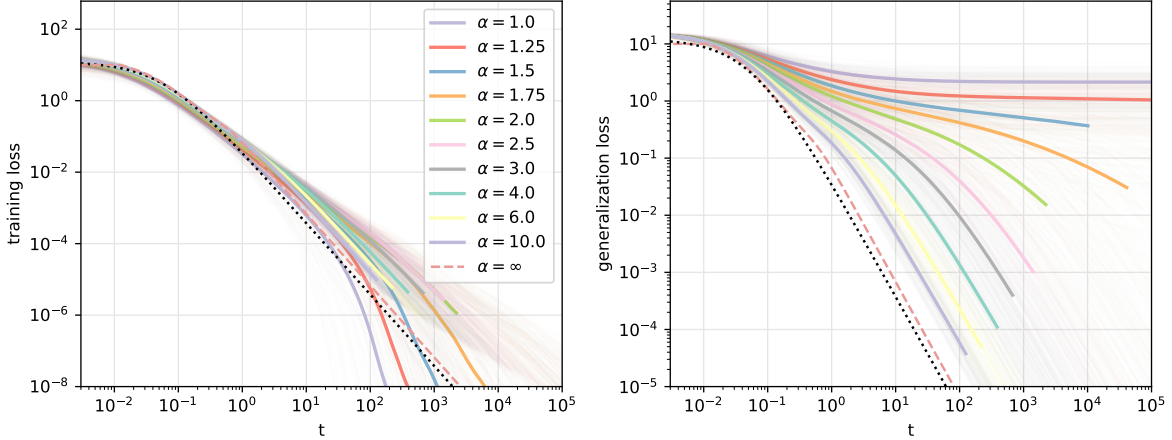 training loss
10^2
10^0
10^−2
10^−4
10^−6
10^−8
10^−2 10^−1 10^0 10^1 10^2 10^3 10^4 10^5
t
α = 1.0
α = 1.25
α = 1.5
α = 1.75
α = 2.0
α = 2.5
α = 3.0
α = 4.0
α = 6.0
α = 10.0
α = ∞
generalization loss
10^1
10^0
10^−1
10^−2
10^−3
10^−4
10^−5
10^−2 10^−1 10^0 10^1 10^2 10^3 10^4 10^5
t